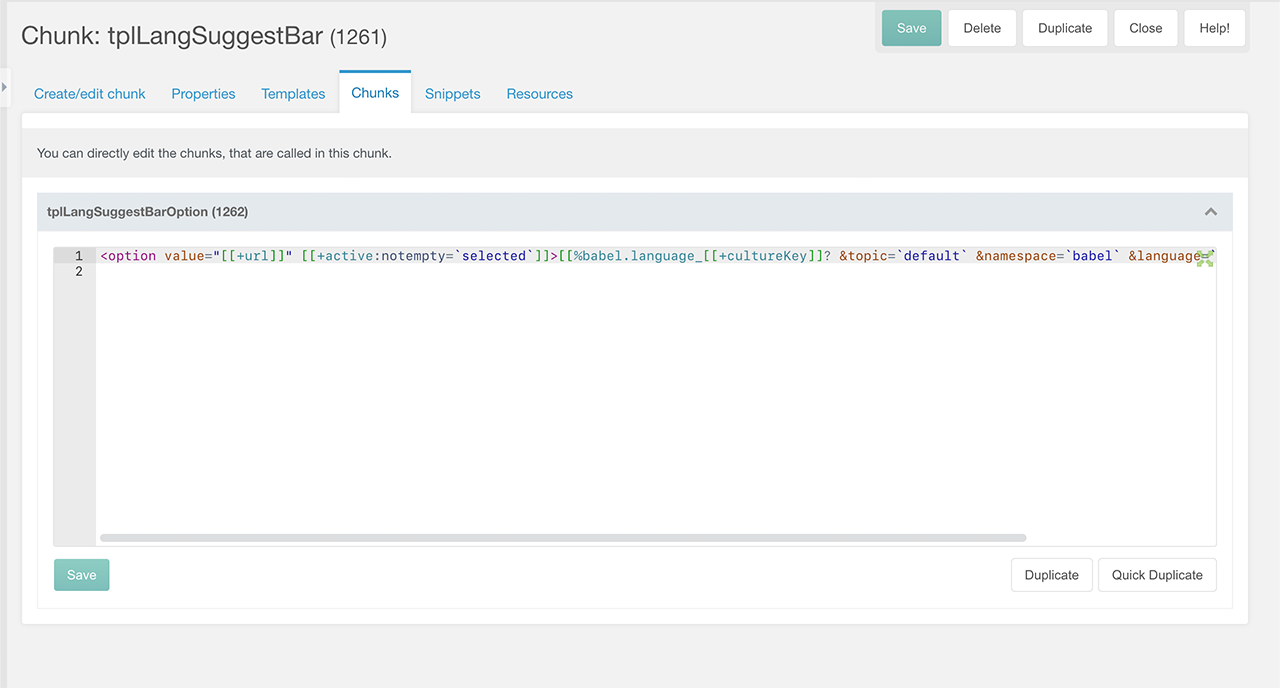 Chunk: tplLangSuggestBar (1261)
Save Delete Duplicate Close Help!
Create/edit chunk Properties Templates Chunks Snippets Resources
You can directly edit the chunks, that are called in this chunk.
tplLangSuggestBarOption (1262)
1 <option value="[[+url]]" [[+active:notempty=`selected`]]>[[%babel.language_[[+cultureKey]]? &topic=`default` &namespace=`babel` &language=`
2
Save Duplicate Quick Duplicate